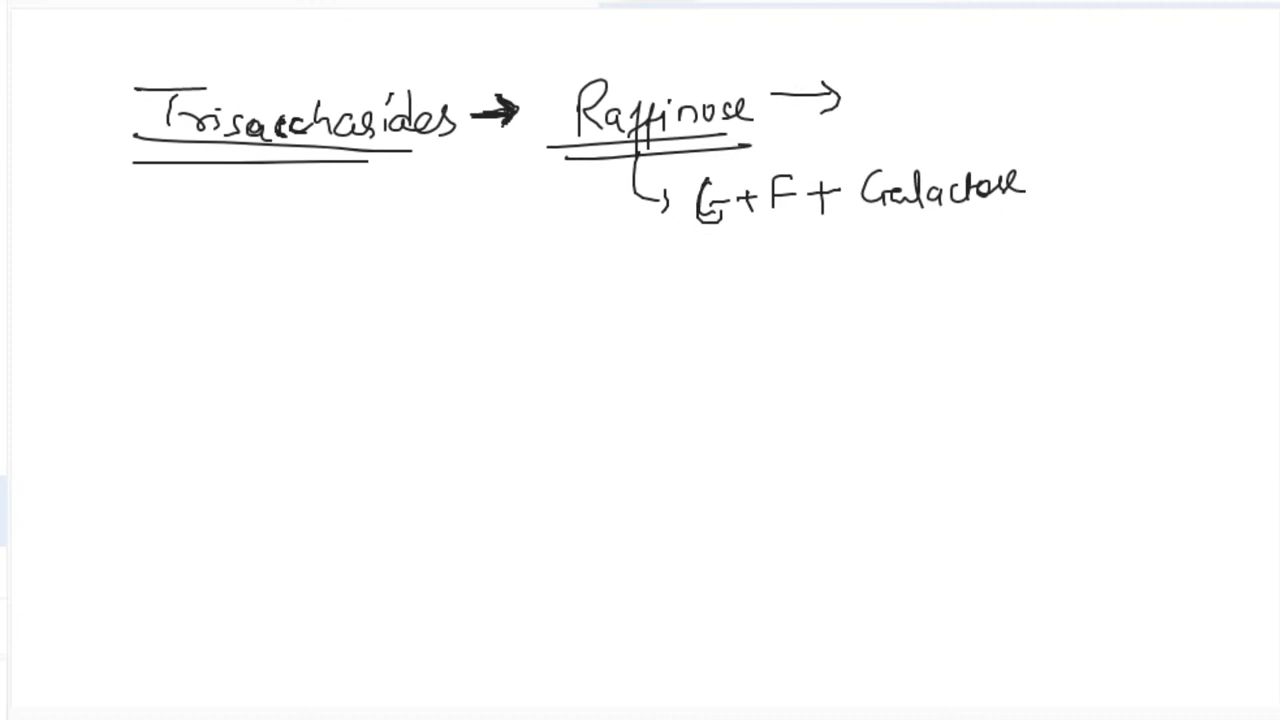 Trisaccharides → Raffinose →
↳ G + F + Galactose